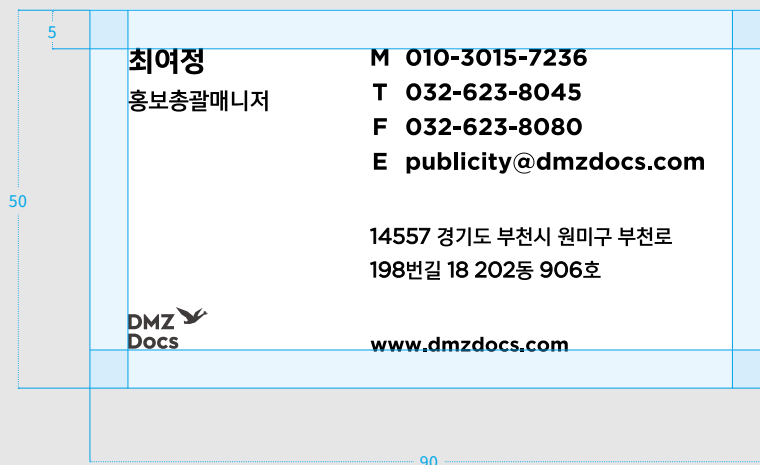 5
50
90
최여정
홍보총괄매니저
M 010-3015-7236
T 032-623-8045
F 032-623-8080
E publicity@dmzdocs.com
14557 경기도 부천시 원미구 부천로
198번길 18 202동 906호
DMZ
Docs
www.dmzdocs.com